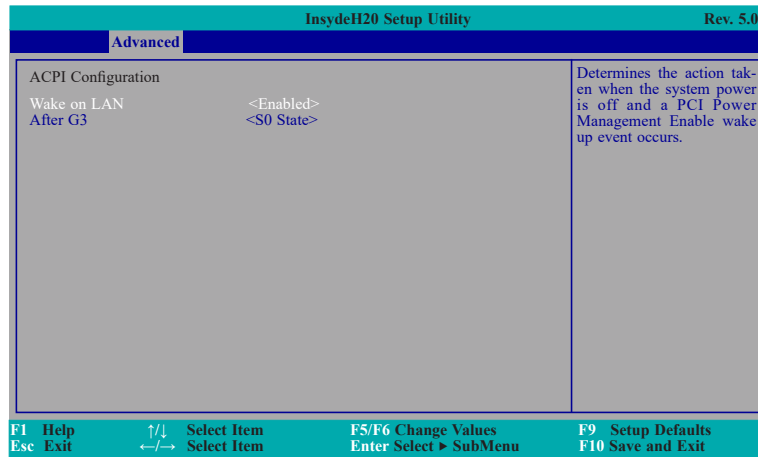 InsydeH20 Setup Utility Rev. 5.0
Advanced
ACPI Configuration
Wake on LAN <Enabled>
After G3 <S0 State>
Determines the action tak-
en when the system power
is off and a PCI Power
Management Enable wake
up event occurs.
F1 Help ↑/↓ Select Item F5/F6 Change Values F9 Setup Defaults
Esc Exit ←/→ Select Item Enter Select ▶ SubMenu F10 Save and Exit